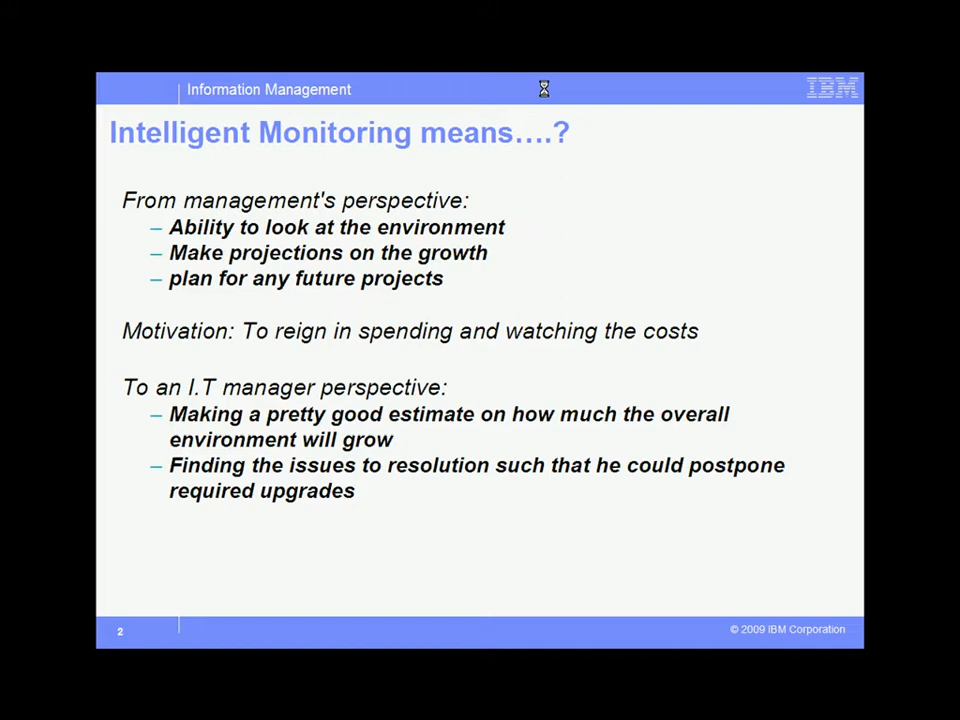 Information Management
IBM
Intelligent Monitoring means….?
From management's perspective:
– Ability to look at the environment
– Make projections on the growth
– plan for any future projects
Motivation: To reign in spending and watching the costs
To an I.T manager perspective:
– Making a pretty good estimate on how much the overall
environment will grow
– Finding the issues to resolution such that he could postpone
required upgrades
2
© 2009 IBM Corporation